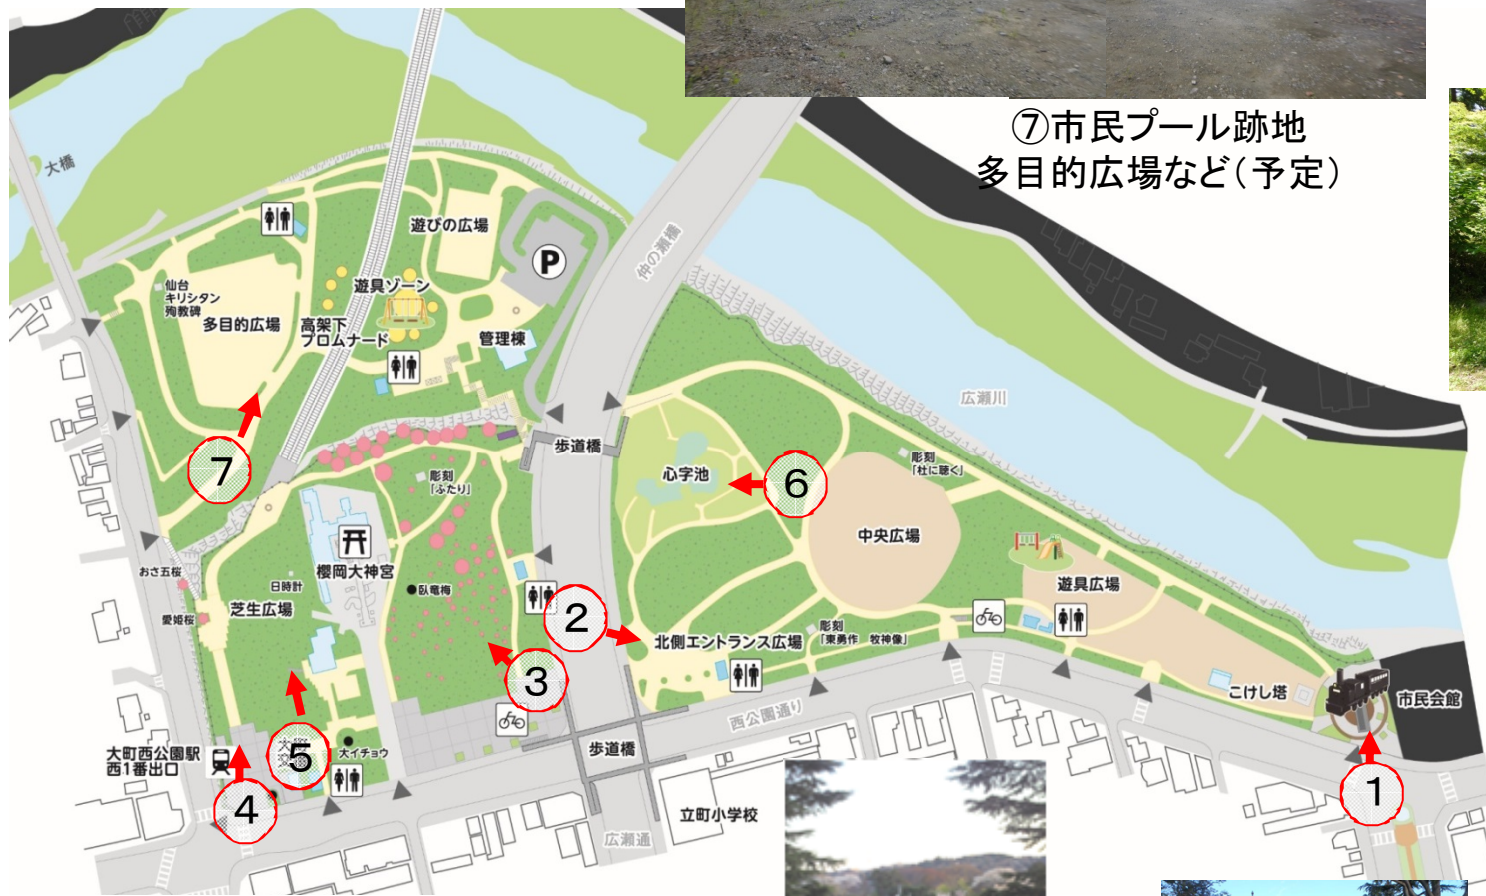 ⑦市民プール跡地
多目的広場など（予定）
大橋
遊びの広場
P
仲の瀬橋
仙台
キリシタン
殉教碑
遊具ゾーン
多目的広場
高架下
プロムナード
管理棟
広瀬川
7
歩道橋
彫刻
「ふたり」
心字池
6
彫刻
「杜に聴く」
中央広場
櫻岡大神宮
おさ五桜
日時計
臥竜梅
愛姫桜
芝生広場
遊具広場
2
北側エントランス広場
彫刻
「東勇作 牧神像」
3
こけし塔
市民会館
西公園通り
大町西公園駅
西1番出口
大イチョウ
5
歩道橋
4
1
立町小学校
広瀬通